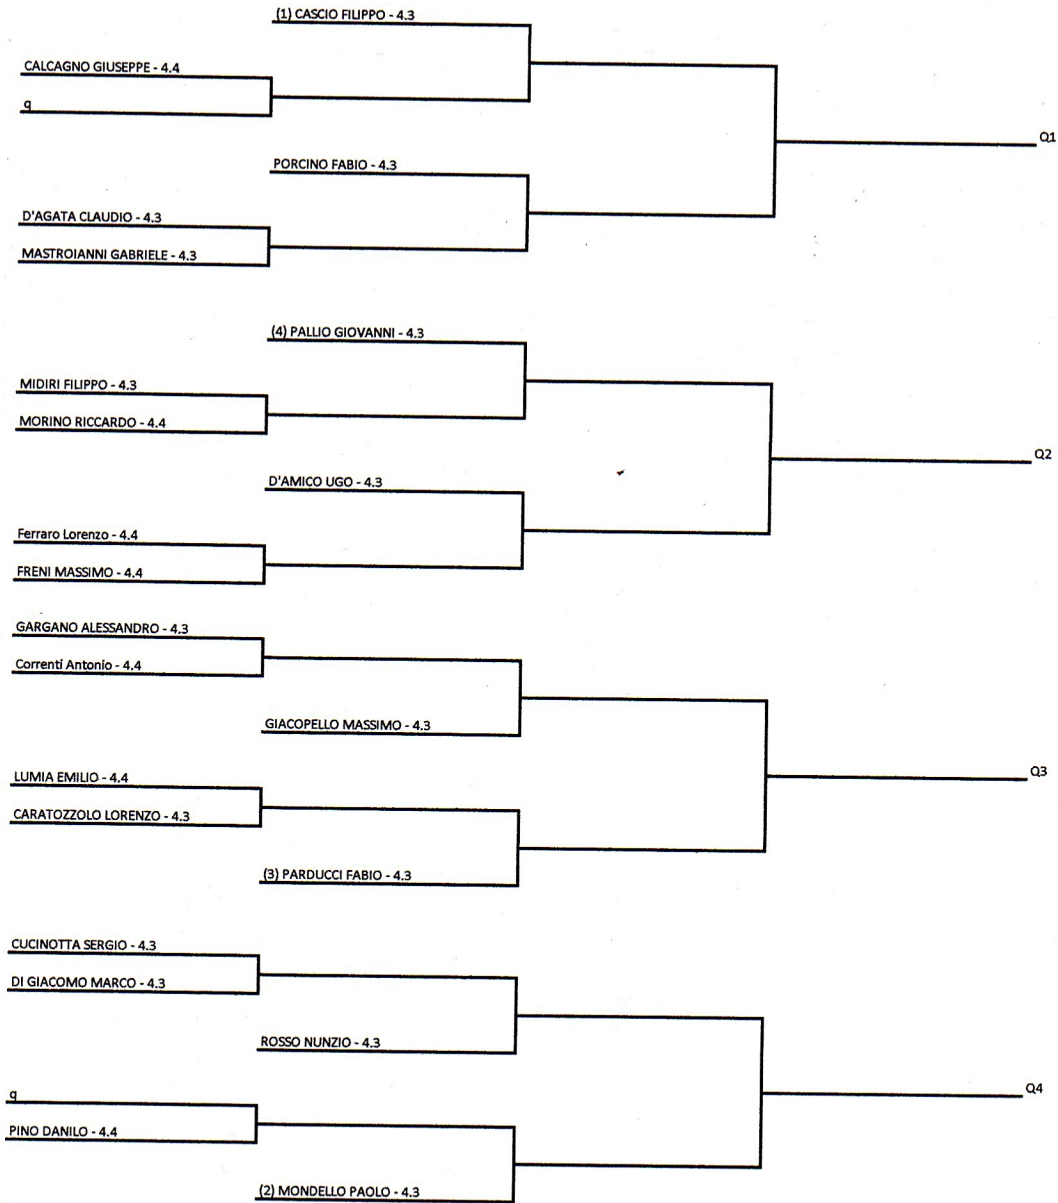 (1) CASCIO FILIPPO - 4.3
CALCAGNO GIUSEPPE - 4.4
q
Q1
PORCINO FABIO - 4.3
D'AGATA CLAUDIO - 4.3
MASTROIANNI GABRIELE - 4.3
(4) PALLIO GIOVANNI - 4.3
MIDIRI FILIPPO - 4.3
MORINO RICCARDO - 4.4
Q2
D'AMICO UGO - 4.3
Ferraro Lorenzo - 4.4
FRENI MASSIMO - 4.4
GARGANO ALESSANDRO - 4.3
Correnti Antonio - 4.4
GIACOPELLO MASSIMO - 4.3
Q3
LUMIA EMILIO - 4.4
CARATOZZOLO LORENZO - 4.3
(3) PARDUCCI FABIO - 4.3
CUCINOTTA SERGIO - 4.3
DI GIACOMO MARCO - 4.3
ROSSO NUNZIO - 4.3
Q4
q
PINO DANILO - 4.4
(2) MONDELLO PAOLO - 4.3